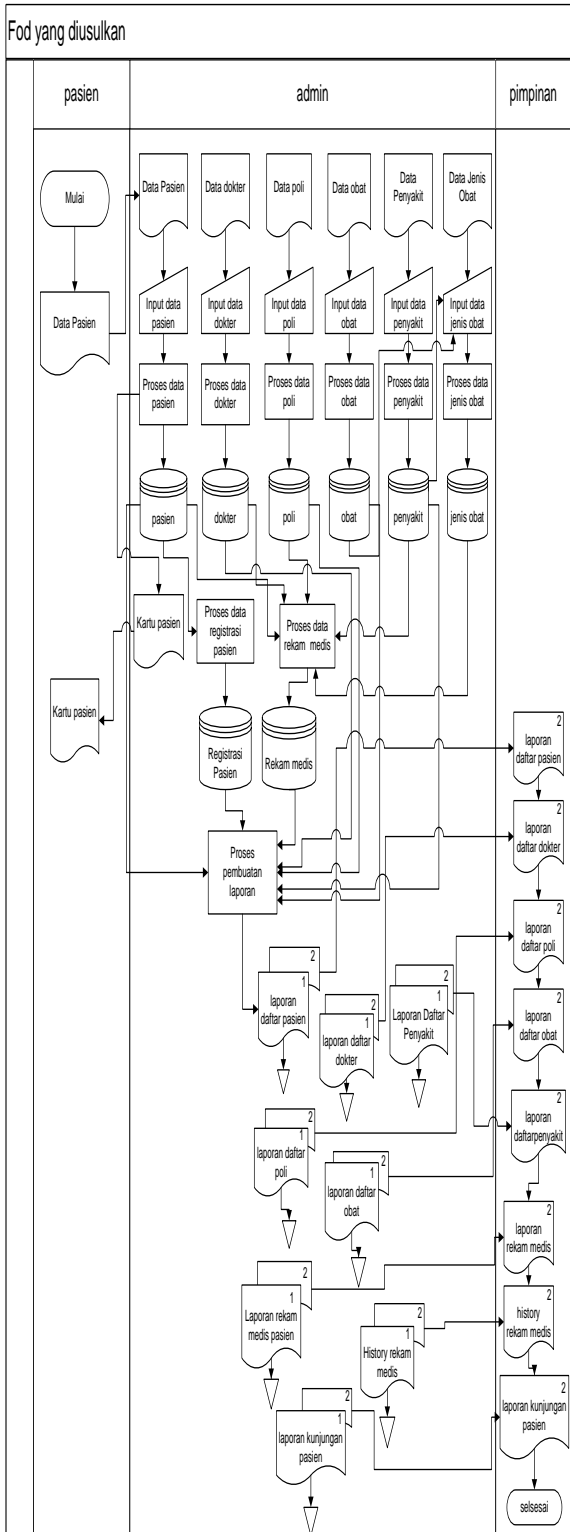 Fod yang diusulkan
pasien
admin
pimpinan
Mulai
Data Pasien
Data dokter
Data poli
Data obat
Data
Penyakit
Data Jenis
Obat
Data Pasien
Input data
pasien
Input data
dokter
Input data
poli
Input data
obat
Input data
penyakit
Input data
jenis obat
Proses data
pasien
Proses data
dokter
Proses data
poli
Proses data
obat
Proses data
penyakit
Proses data
jenis obat
pasien
dokter
poli
obat
penyakit
jenis obat
Kartu pasien
Proses data
registrasi
pasien
Proses data
rekam medis
Kartu pasien
Registrasi
Pasien
Rekam medis
2
laporan
daftar pasien
Proses
pembuatan
laporan
2
laporan
daftar dokter
2
laporan
daftar poli
2
1
laporan
daftar pasien
2
1
laporan daftar
dokter
2
1
Laporan Daftar
Penyakit
2
laporan
daftar obat
2
laporan
daftarpenyakit
2
1
laporan daftar
poli
2
1
laporan daftar
obat
2
laporan
rekam medis
2
1
Laporan rekam
medis pasien
2
1
History rekam
medis
2
history
rekam medis
2
1
laporan kunjungan
pasien
2
laporan kunjungan
pasien
selsesai